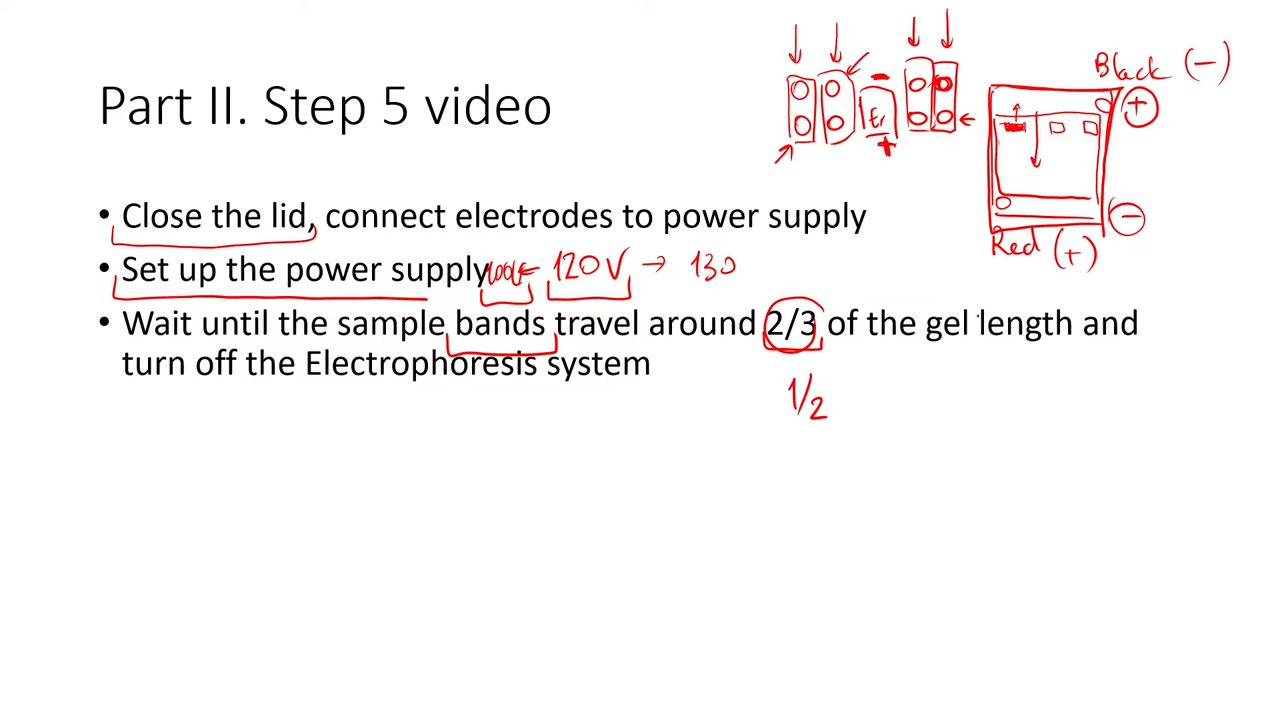 Black (-)
+
Part II. Step 5 video
-
Er
+
• Close the lid, connect electrodes to power supply
-
Red (+)
• Set up the power supply ← 120V → 130
• Wait until the sample bands travel around 2/3 of the gel length and
turn off the Electrophoresis system
1/2